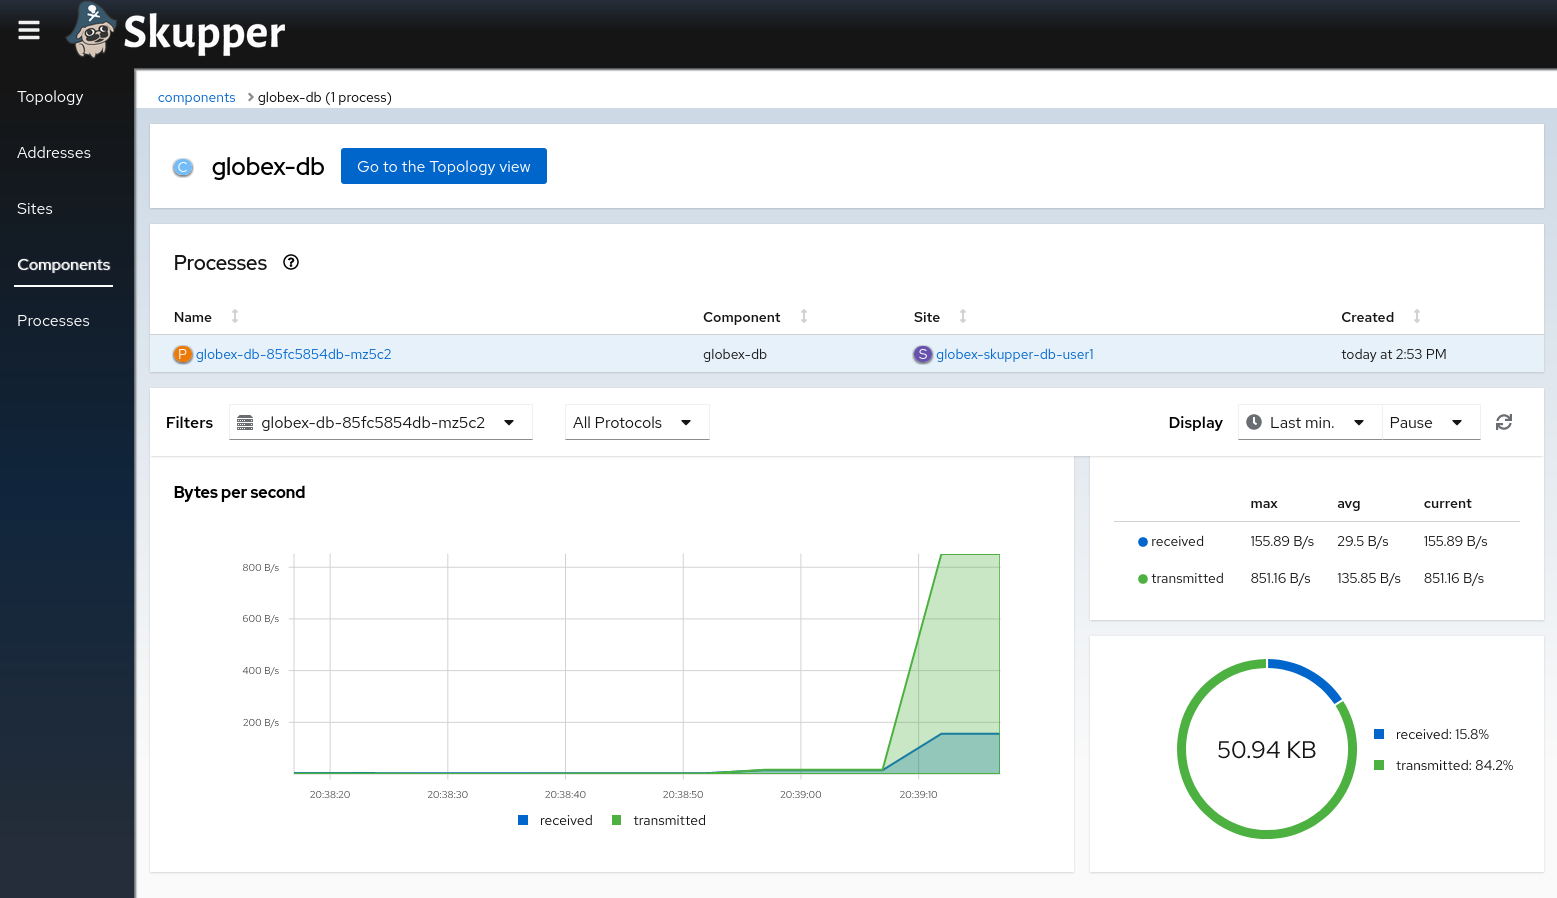 Skupper
Topology
Addresses
Sites
Components
Processes
components > globex-db (1 process)
C globex-db Go to the Topology view
Processes ?
Name Component Site Created
P globex-db-85fc5854db-mz5c2 globex-db S globex-skupper-db-user1 today at 2:53 PM
Filters globex-db-85fc5854db-mz5c2 All Protocols Display Last min. Pause
Bytes per second
800 B/s
600 B/s
400 B/s
200 B/s
20:38:20 20:38:30 20:38:40 20:38:50 20:39:00 20:39:10
received transmitted
max avg current
received 155.89 B/s 29.5 B/s 155.89 B/s
transmitted 851.16 B/s 135.85 B/s 851.16 B/s
50.94 KB
received: 15.8%
transmitted: 84.2%